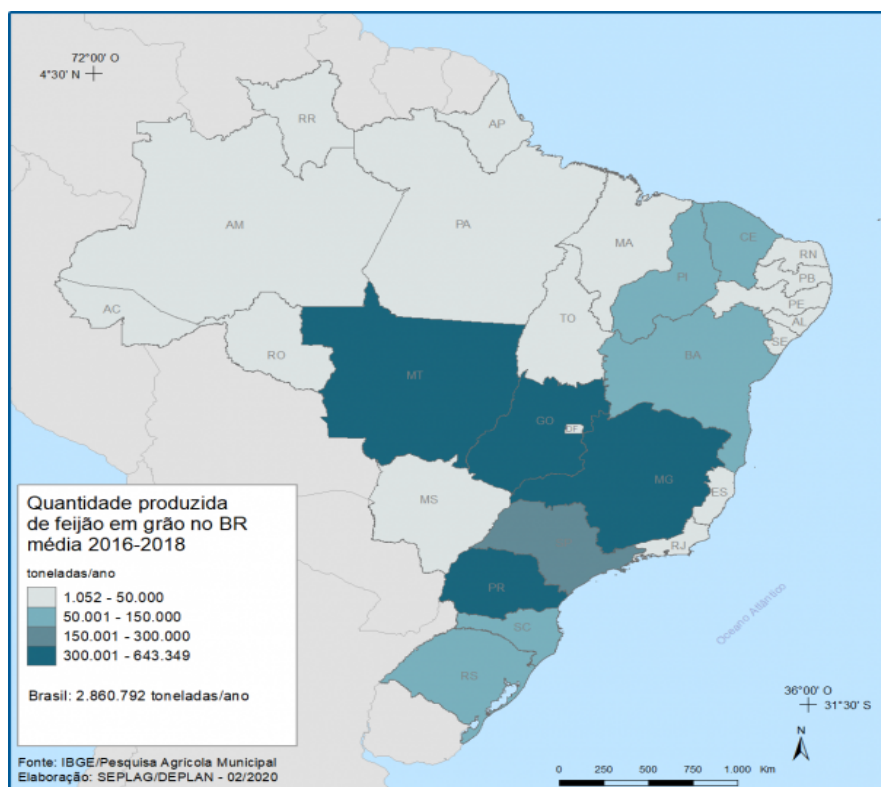 72°00' O
4°30' N
RR
AP
AM
PA
MA
CE
RN
PB
PE
AL
SE
PI
AC
TO
RO
BA
MT
GO
DF
MG
ES
MS
RJ
PR
SC
RS
Oceano Atlântico
Quantidade produzida
de feijão em grão no BR
média 2016-2018
toneladas/ano
1.052 - 50.000
50.001 - 150.000
150.001 - 300.000
300.001 - 643.349
Brasil: 2.860.792 toneladas/ano
36°00' O
31°30' S
N
Fonte: IBGE/Pesquisa Agrícola Municipal
Elaboração: SEPLAG/DEPLAN - 02/2020
0 250 500 750 1.000 Km